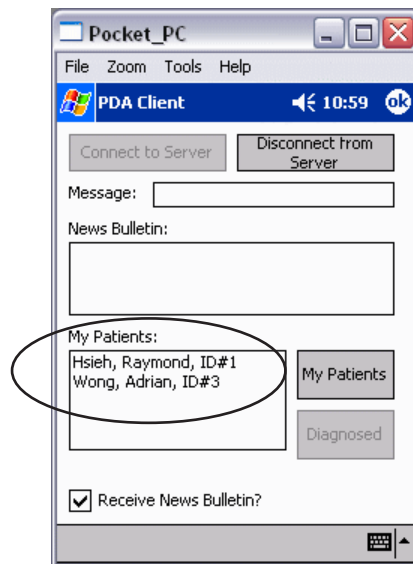 Pocket_PC
File Zoom Tools Help
PDA Client 10:59 ok
Connect to Server
Disconnect from
Server
Message:
News Bulletin:
My Patients:
Hsieh, Raymond, ID#1
Wong, Adrian, ID#3
My Patients
Diagnosed
Receive News Bulletin?